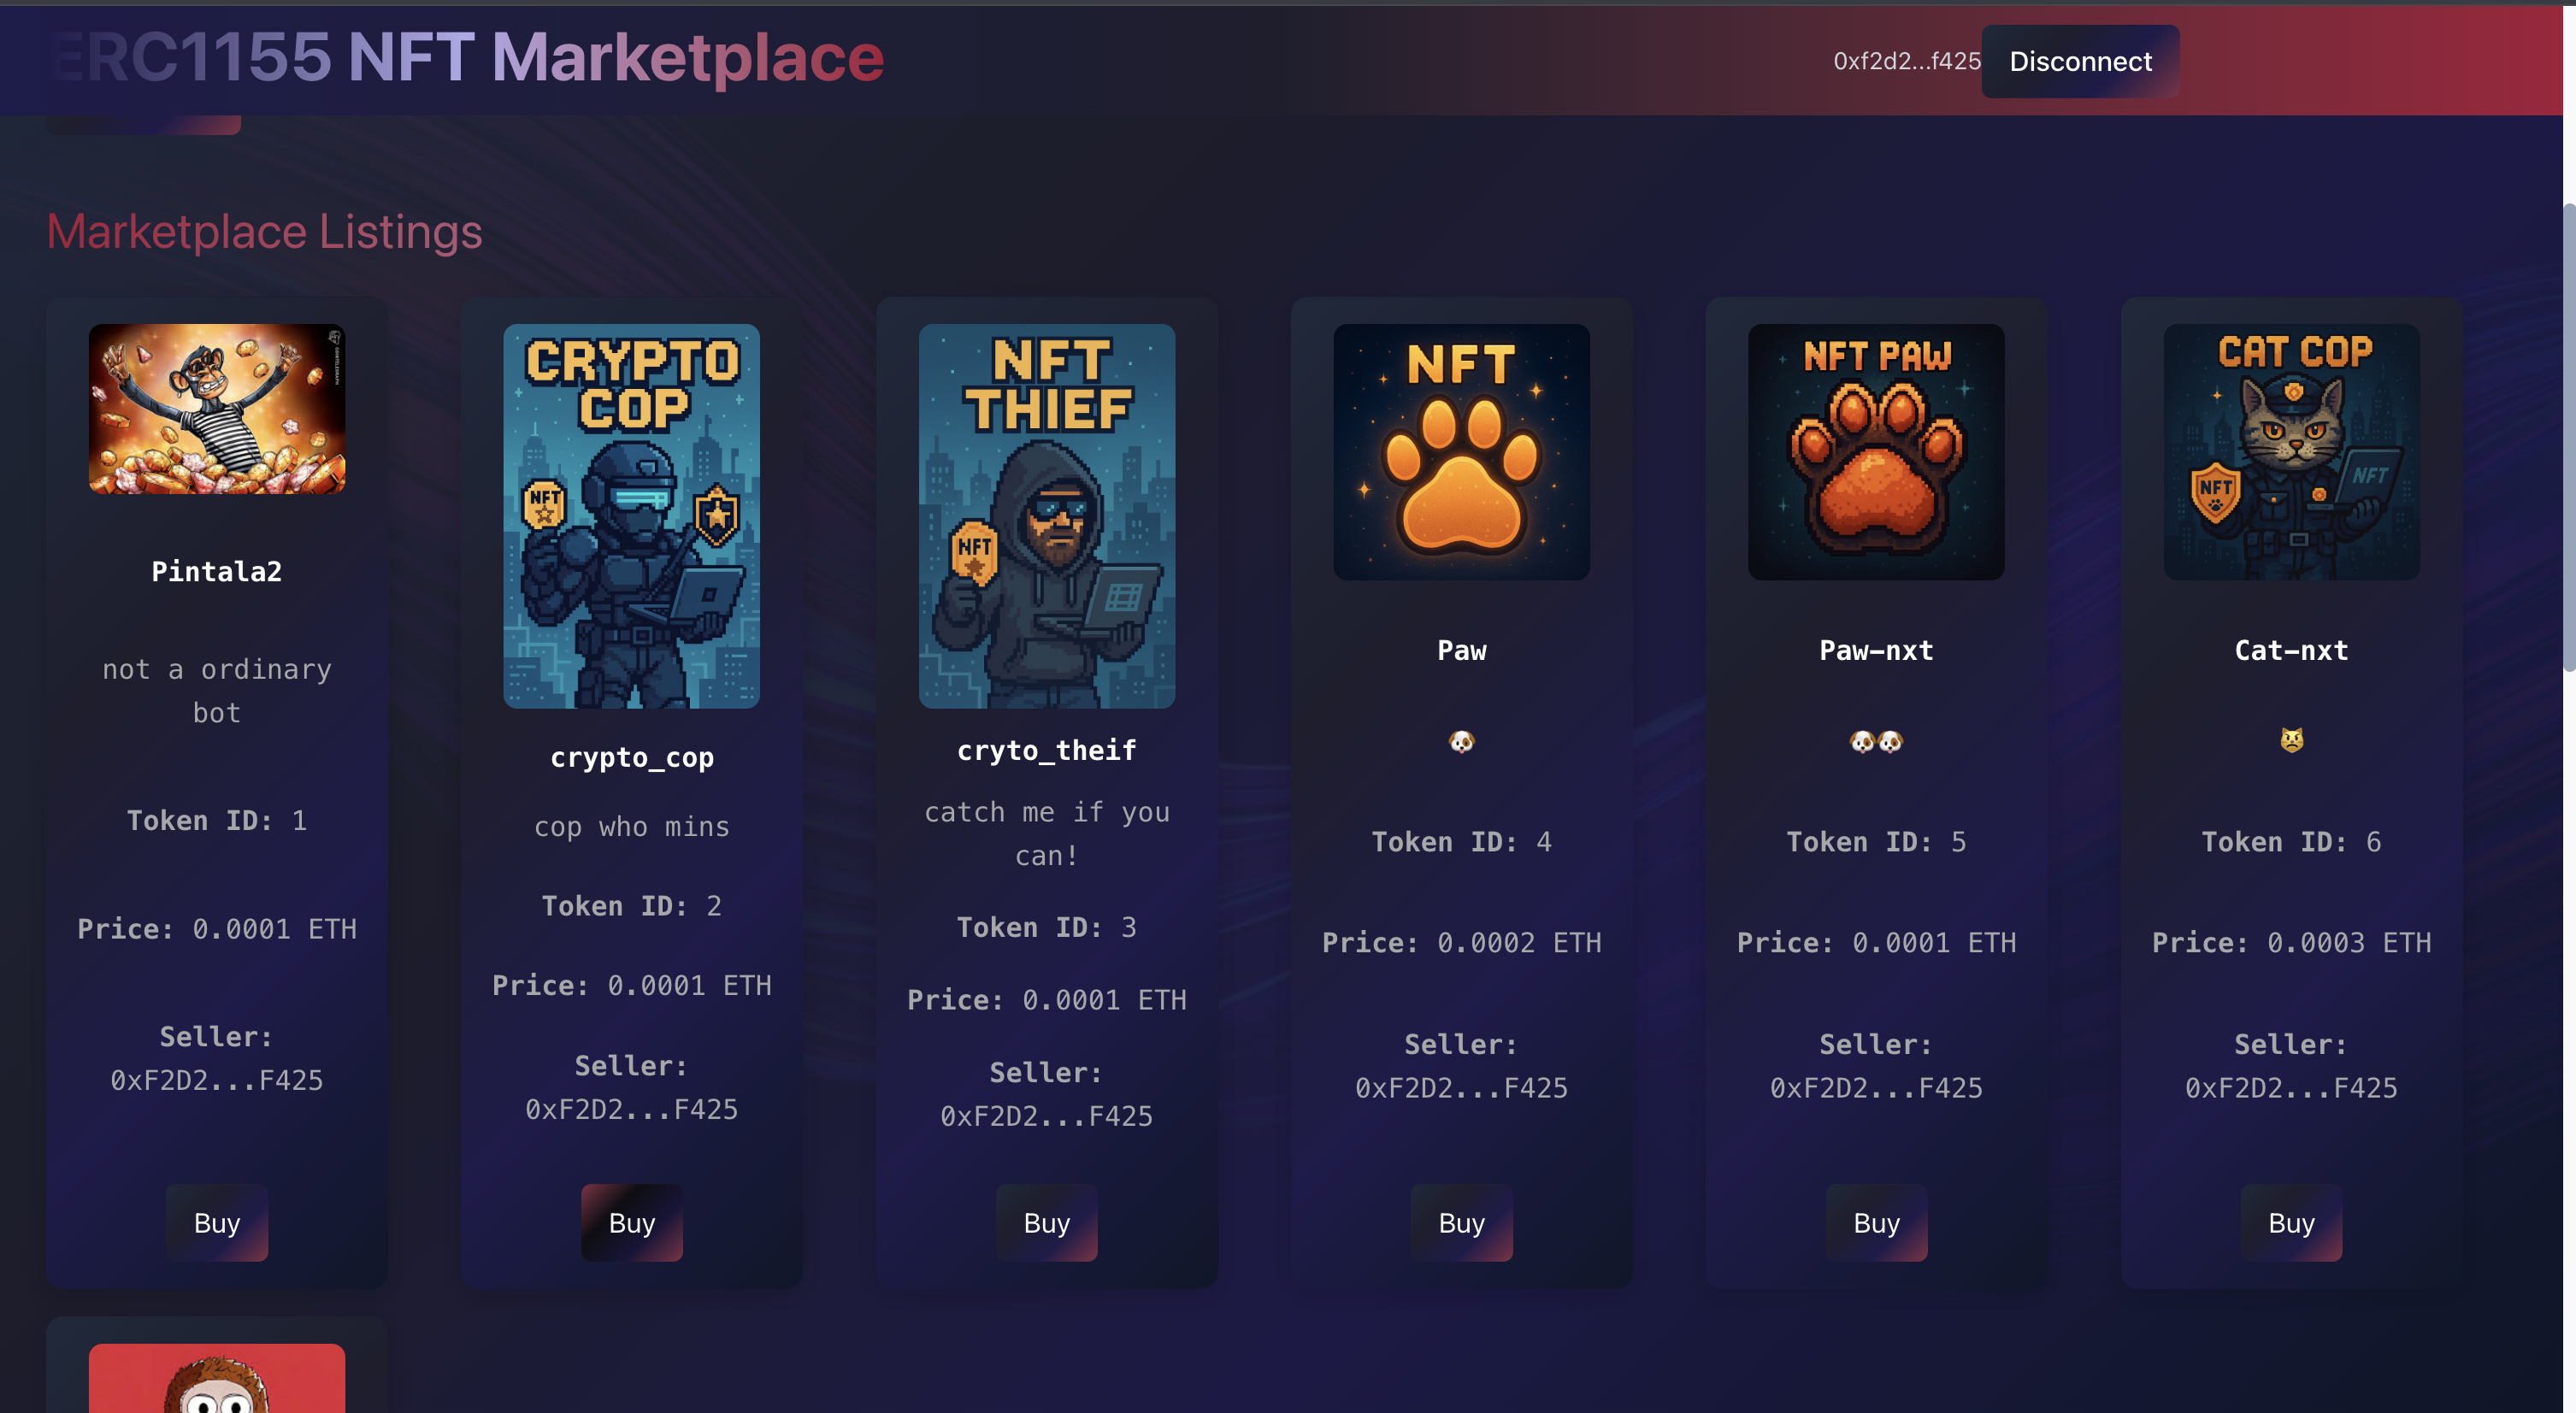 ERC1155 NFT Marketplace
0xf2d2...f425
Disconnect
Marketplace Listings
Pintala2
not a ordinary
bot
Token ID: 1
Price: 0.0001 ETH
Seller:
0xF2D2...F425
Buy
CRYPTO
COP
NFT
crypto_cop
cop who mins
Token ID: 2
Price: 0.0001 ETH
Seller:
0xF2D2...F425
Buy
NFT
THIEF
NFT
cryto_theif
catch me if you
can!
Token ID: 3
Price: 0.0001 ETH
Seller:
0xF2D2...F425
Buy
NFT
Paw
🐶
Token ID: 4
Price: 0.0002 ETH
Seller:
0xF2D2...F425
Buy
NFT PAW
Paw-nxt
🐶🐶
Token ID: 5
Price: 0.0001 ETH
Seller:
0xF2D2...F425
Buy
CAT COP
NFT
NFT
Cat-nxt
😾
Token ID: 6
Price: 0.0003 ETH
Seller:
0xF2D2...F425
Buy